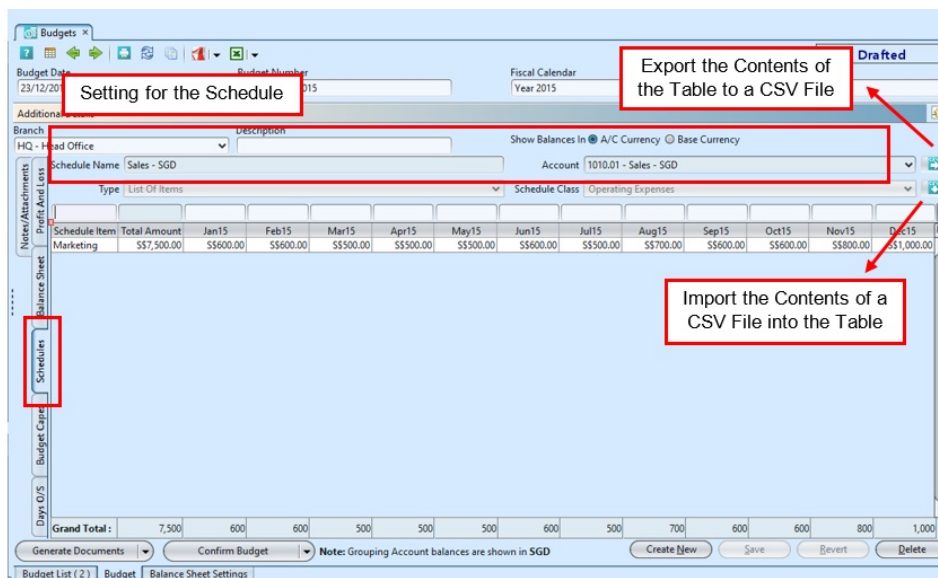 Budgets
Drafted
Budget Date
Budget Number
Fiscal Calendar
23/12/201
015
Year 2015
Setting for the Schedule
Export the Contents of
the Table to a CSV File
Branch
Description
Show Balances In A/C Currency Base Currency
HQ - Head Office
Schedule Name Sales - SGD Account 1010.01 - Sales - SGD
Type List Of Items Schedule Class Operating Expenses
Schedule Item Total Amount Jan15 Feb15 Mar15 Apr15 May15 Jun15 Jul15 Aug15 Sep15 Oct15 Nov15 Dec15
Marketing S$7,500.00 S$600.00 S$600.00 S$500.00 S$500.00 S$500.00 S$600.00 S$500.00 S$700.00 S$600.00 S$600.00 S$800.00 S$1,000.00
Import the Contents of a
CSV File into the Table
Notes/Attachments
Profit And Loss
Balance Sheet
Schedules
Budget Capex
Days O/S
Grand Total : 7,500 600 600 500 500 500 600 500 700 600 600 800 1,000
Generate Documents Confirm Budget Note: Grouping Account balances are shown in SGD Create New Save Revert Delete
Budget List ( 2 ) Budget Balance Sheet Settings